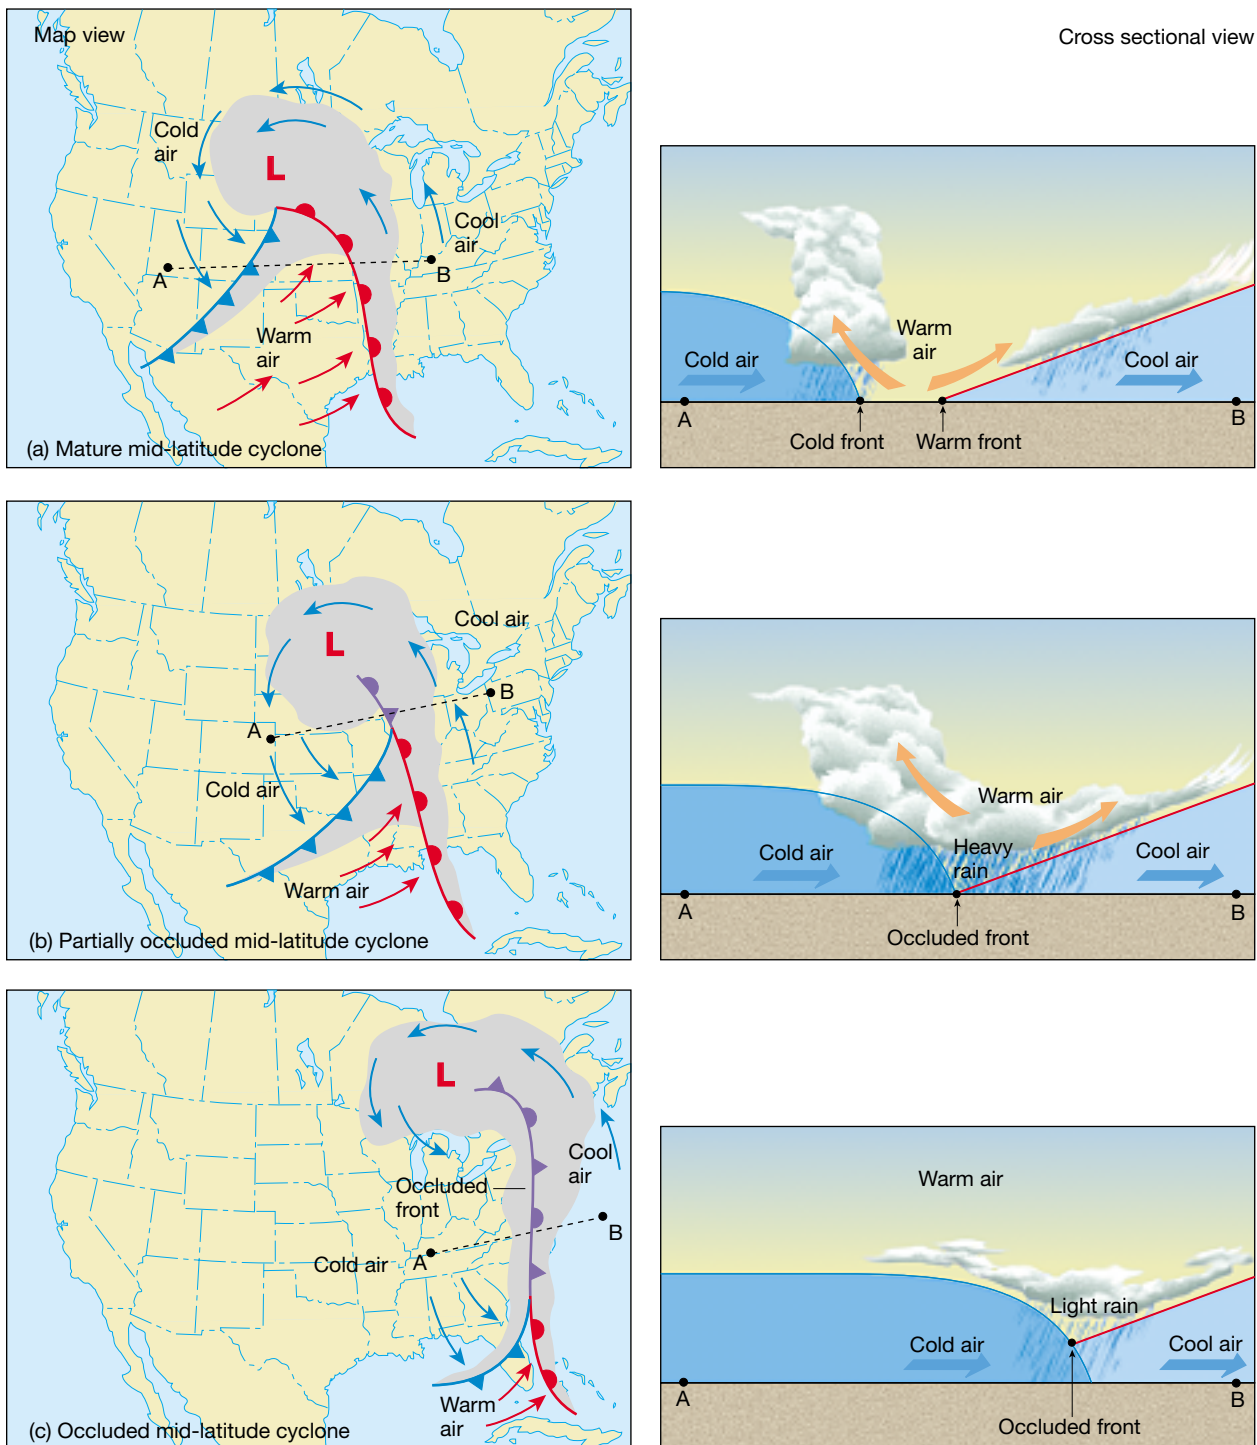 Map view
Cold
air
L
Cool
air
A
B
Warm
air
(a) Mature mid-latitude cyclone
Cross sectional view
Warm
air
Cold air
Cool air
A
B
Cold front
Warm front
Cool air
L
B
A
Cold air
Warm air
(b) Partially occluded mid-latitude cyclone
Warm air
Heavy
rain
Cold air
Cool air
A
B
Occluded front
L
Cool
air
Occluded
front
B
Cold air
A
Warm
air
(c) Occluded mid-latitude cyclone
Warm air
Light rain
Cold air
Cool air
A
B
Occluded front